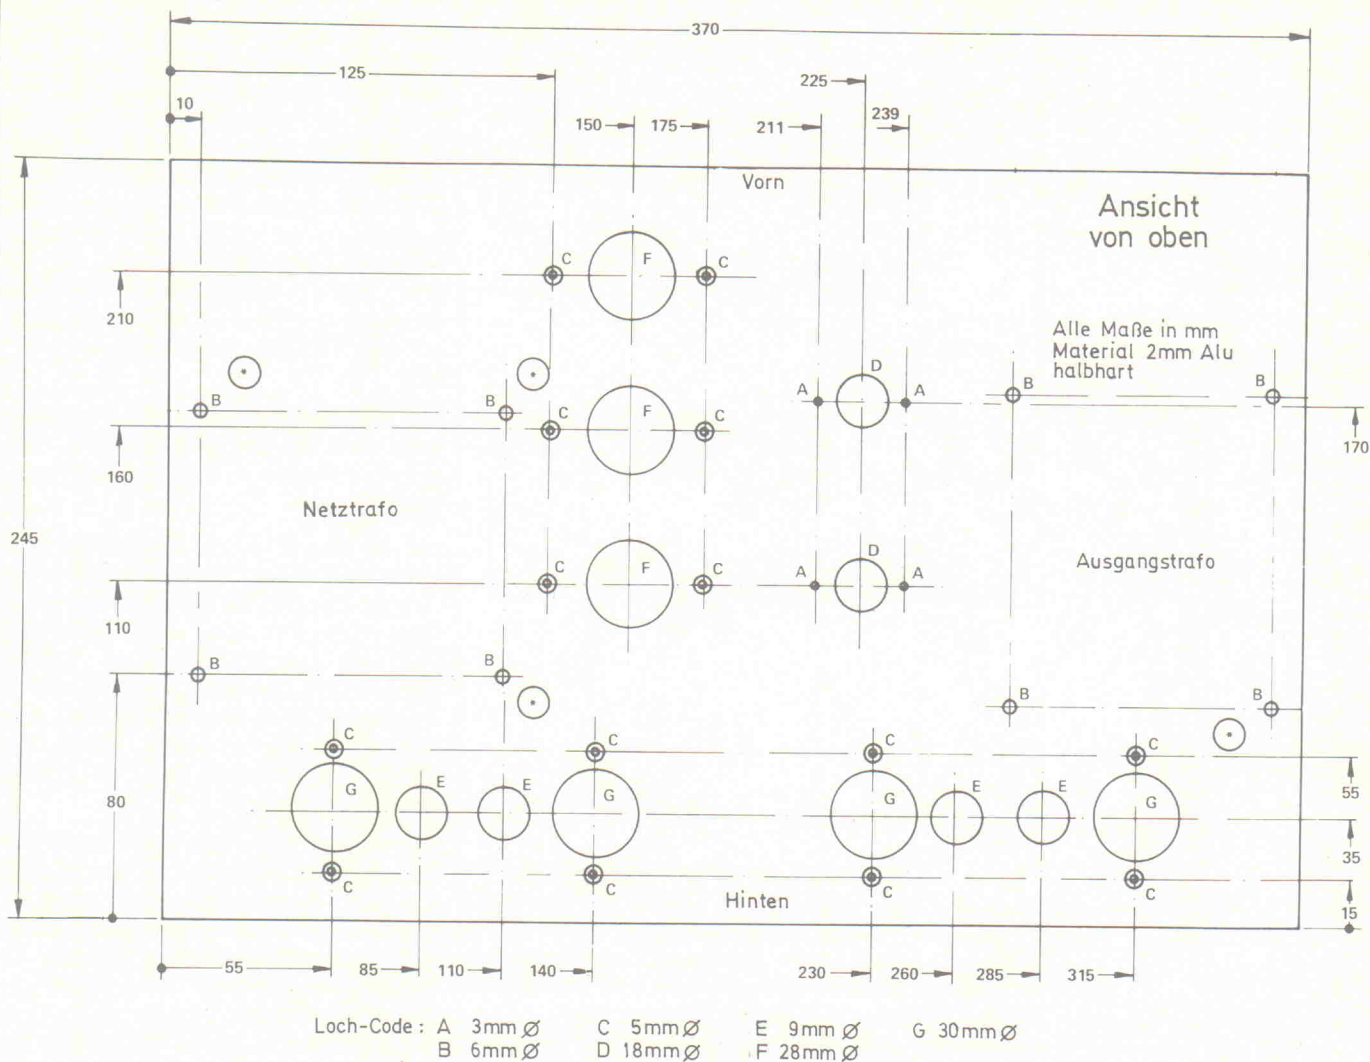 370
125
225
10
239
150
175
211
Vorn
Ansicht
von oben
C F C
210
Alle Maße in mm
Material 2mm Alu
halbhart
D
B B A A B B
C F C
170
160
Netztrafo
245
D
Ausgangstrafo
C F C A A
110
B B B B
C C C C
G E E G G E E G
80
55
35
C C C C
Hinten
15
55 85 110 140 230 260 285 315
Loch-Code: A 3mm Ø C 5mm Ø E 9mm Ø G 30mm Ø
B 6mm Ø D 18mm Ø F 28mm Ø